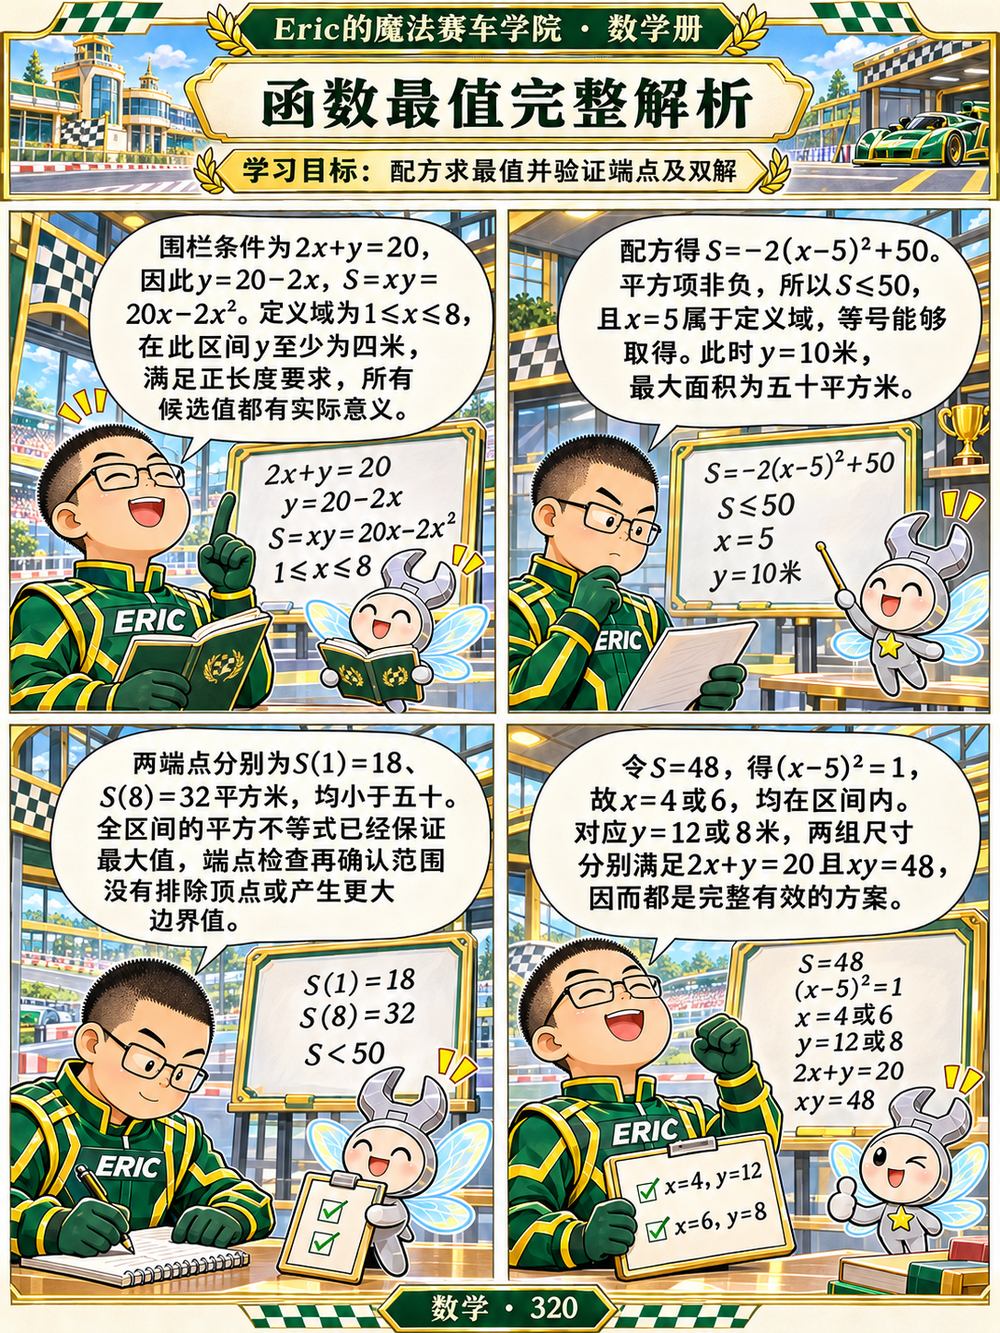 Eric的魔法赛车学院 · 数学册
函数最值完整解析
学习目标：配方求最值并验证端点及双解
围栏条件为2x+y=20，
因此y=20−2x，S=xy=
20x−2x²。定义域为1≤x≤8，
在此区间y至少为四米，
满足正长度要求，所有
候选值都有实际意义。
2x+y=20
y=20−2x
S=xy=20x−2x²
1≤x≤8
ERIC
配方得S=−2(x−5)²+50。
平方项非负，所以S≤50，
且x=5属于定义域，等号能够
取得。此时y=10米，
最大面积为五十平方米。
S=−2(x−5)²+50
S≤50
x=5
y=10米
ERIC
两端点分别为S(1)=18、
S(8)=32平方米，均小于五十。
全区间的平方不等式已经保证
最大值，端点检查再确认范围
没有排除顶点或产生更大
边界值。
S(1)=18
S(8)=32
S<50
ERIC
令S=48，得(x−5)²=1，
故x=4或6，均在区间内。
对应y=12或8米，两组尺寸
分别满足2x+y=20且xy=48，
因而都是完整有效的方案。
S=48
(x−5)²=1
x=4或6
y=12或8
2x+y=20
xy=48
ERIC
x=4, y=12
x=6, y=8
数学 · 320